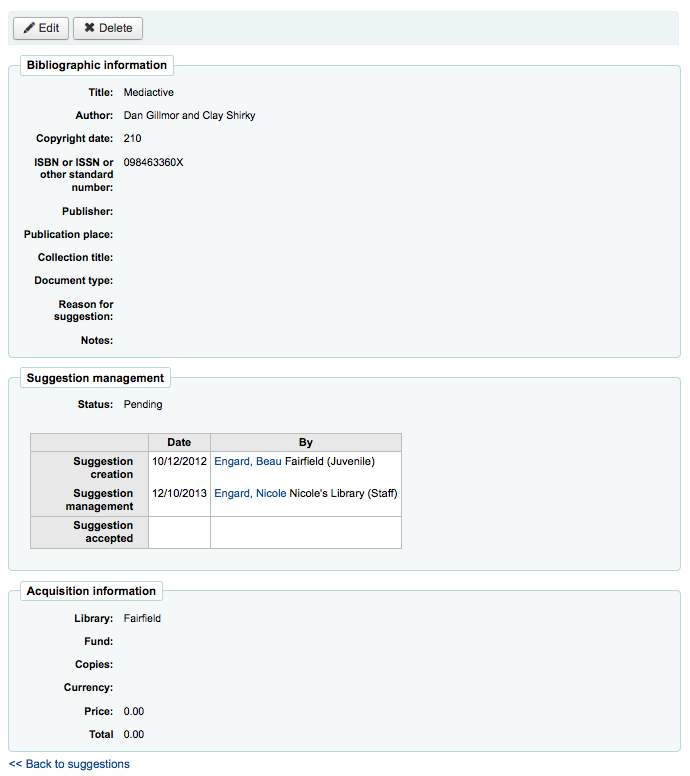 Edit Delete
Bibliographic information
Title: Mediactive
Author: Dan Gillmor and Clay Shirky
Copyright date: 210
ISBN or ISSN or 098463360X
other standard
number:
Publisher:
Publication place:
Collection title:
Document type:
Reason for
suggestion:
Notes:
Suggestion management
Status: Pending
Date By
Suggestion 10/12/2012 Engard, Beau Fairfield (Juvenile)
creation
Suggestion 12/10/2013 Engard, Nicole Nicole's Library (Staff)
management
Suggestion
accepted
Acquisition information
Library: Fairfield
Fund:
Copies:
Currency:
Price: 0.00
Total 0.00
<< Back to suggestions